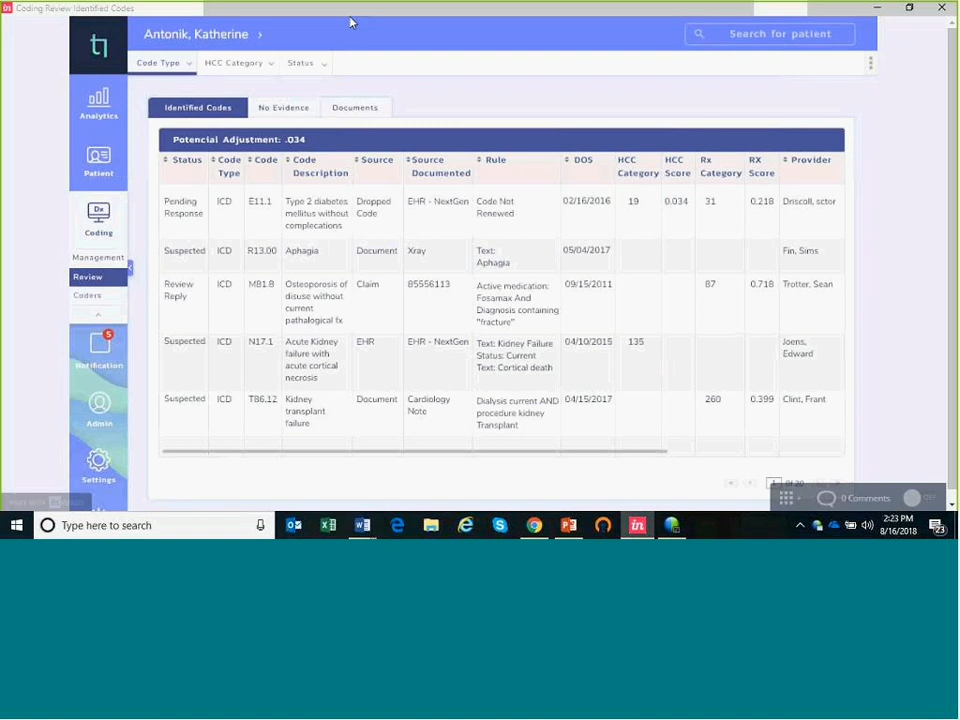 Coding Review Identified Codes
Antonik, Katherine ›
Search for patient
Code Type HCC Category Status
Analytics
Patient
Dx
Coding
Management
Review
Coders
5
Notification
Admin
Settings
Identified Codes No Evidence Documents
Potencial Adjustment: .034
Status Code Type Code Code Description Source Source Documented Rule DOS HCC Category HCC Score Rx Category RX Score Provider
Pending Response ICD E11.1 Type 2 diabetes mellitus without complecations Dropped Code EHR - NextGen Code Not Renewed 02/16/2016 19 0.034 31 0.218 Driscoll, sctor
Suspected ICD R13.00 Aphagia Document Xray Text: Aphagia 05/04/2017 Fin, Sims
Review Reply ICD M81.8 Osteoporosis of disuse without current pathalogical fx Claim 85556113 Active medication: Fosamax And Diagnosis containing "fracture" 09/15/2011 87 0.718 Trotter, Sean
Suspected ICD N17.1 Acute Kidney failure with acute cortical necrosis EHR EHR - NextGen Text: Kidney Failure Status: Current Text: Cortical death 04/10/2015 135 Joens, Edward
Suspected ICD T86.12 Kidney transplant failure Document Cardiology Note Dialysis current AND procedure kidney Transplant 04/15/2017 260 0.399 Clint, Frant
1 of 20
0 Comments
Type here to search
2:23 PM
8/16/2018
23